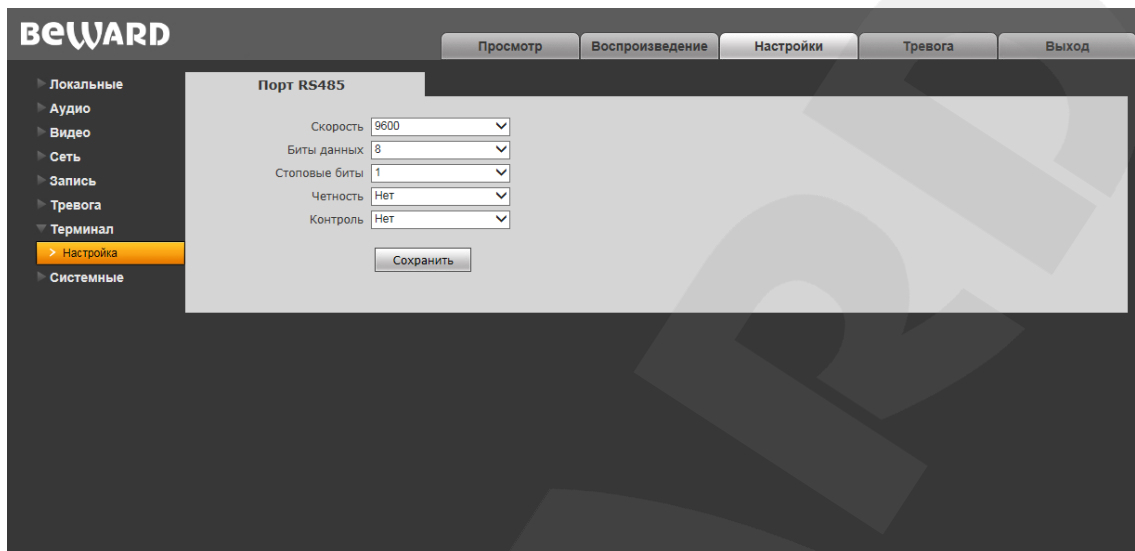 BEWARD
Просмотр
Воспроизведение
Настройки
Тревога
Выход
Локальные
Аудио
Видео
Сеть
Запись
Тревога
Терминал
> Настройка
Системные
Порт RS485
Скорость 9600
Биты данных 8
Стоповые биты 1
Четность Нет
Контроль Нет
Сохранить